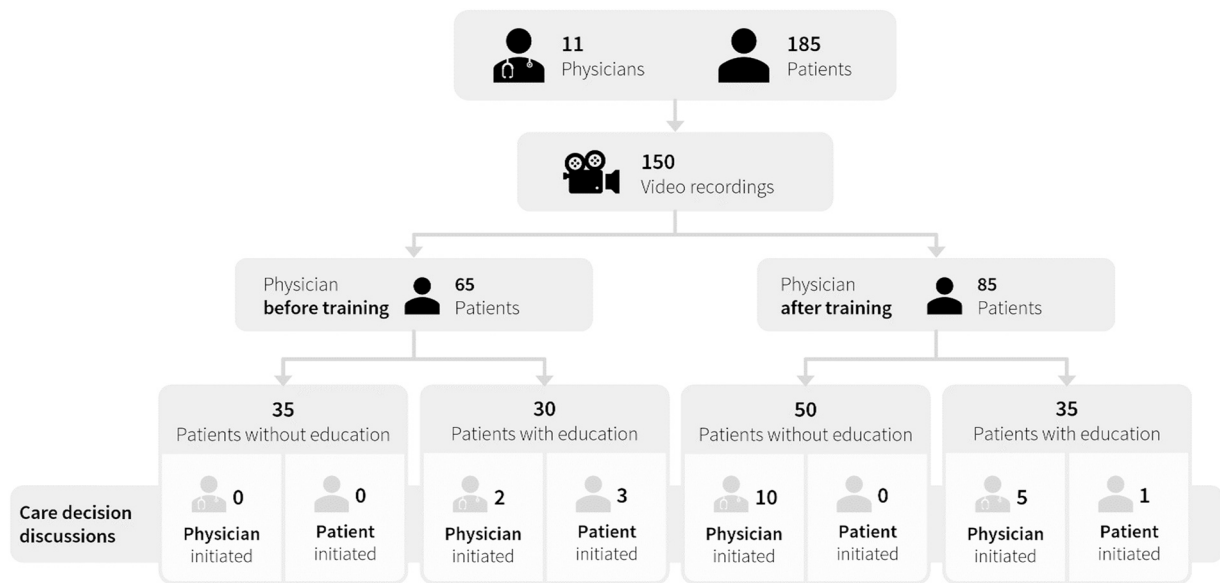 11
Physicians
185
Patients
150
Video recordings
Physician
before training
65
Patients
Physician
after training
85
Patients
35
Patients without education
30
Patients with education
50
Patients without education
35
Patients with education
Care decision
discussions
0
Physician
initiated
0
Patient
initiated
2
Physician
initiated
3
Patient
initiated
10
Physician
initiated
0
Patient
initiated
5
Physician
initiated
1
Patient
initiated